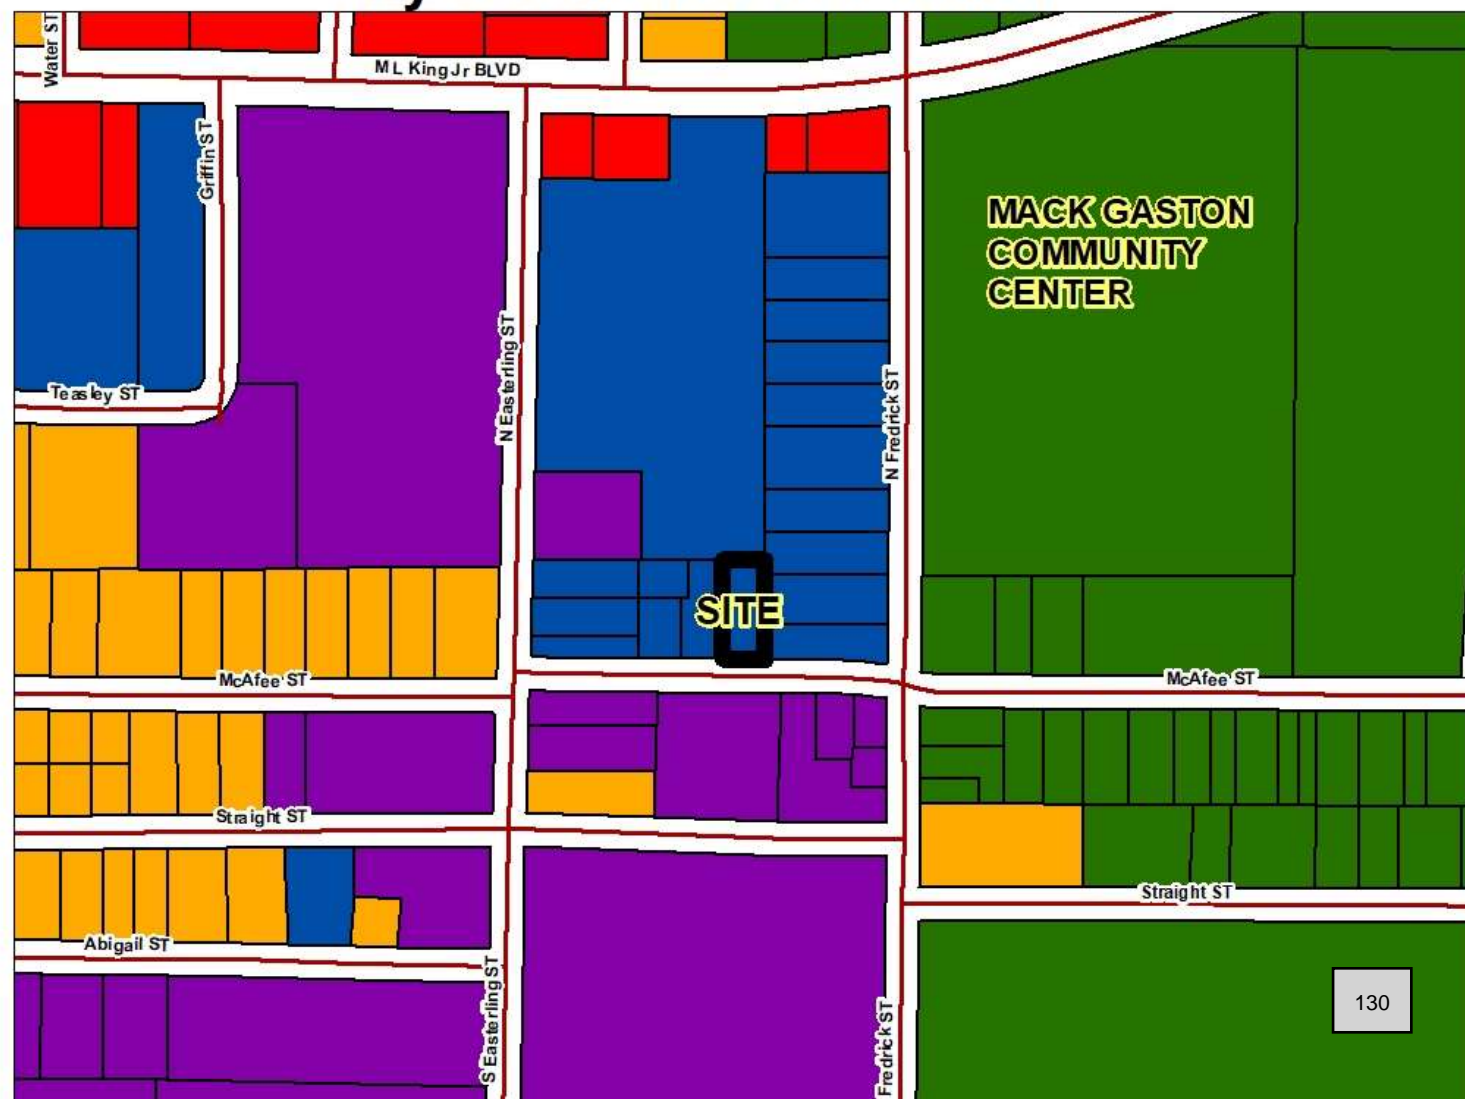 Water ST
M L King Jr BLVD
Griffin ST
MACK GASTON
COMMUNITY
CENTER
N Easterling ST
N Fredrick ST
Teasley ST
SITE
McAfee ST
McAfee ST
Straight ST
Straight ST
Abigail ST
S Easterling ST
Fredrick ST
130